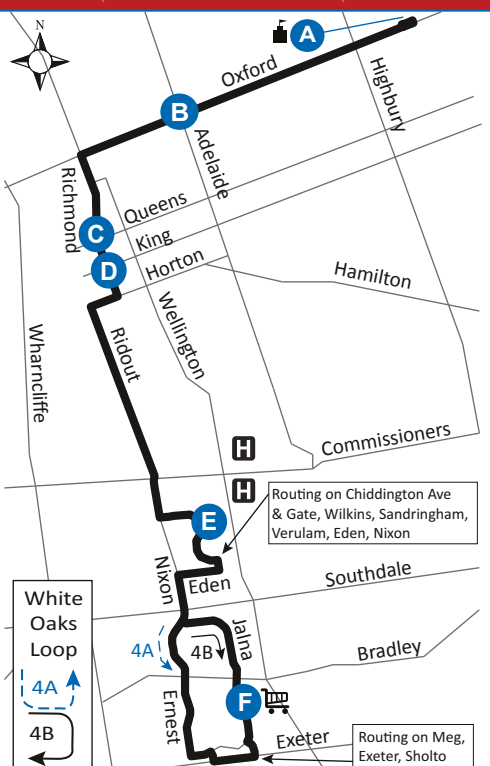 N
A
Oxford
Highbury
B
Adelaide
Richmond
Queens
C
King
D
Horton
Hamilton
Wellington
Ridout
Wharncliffe
H
Commissioners
H
Routing on Chiddington Ave
& Gate, Wilkins, Sandringham,
Verulam, Eden, Nixon
E
Nixon
Eden
Southdale
White
Oaks
Loop
4A
4B
4A
4B
Jalna
Bradley
Ernest
F
Exeter
Routing on Meg,
Exeter, Sholto